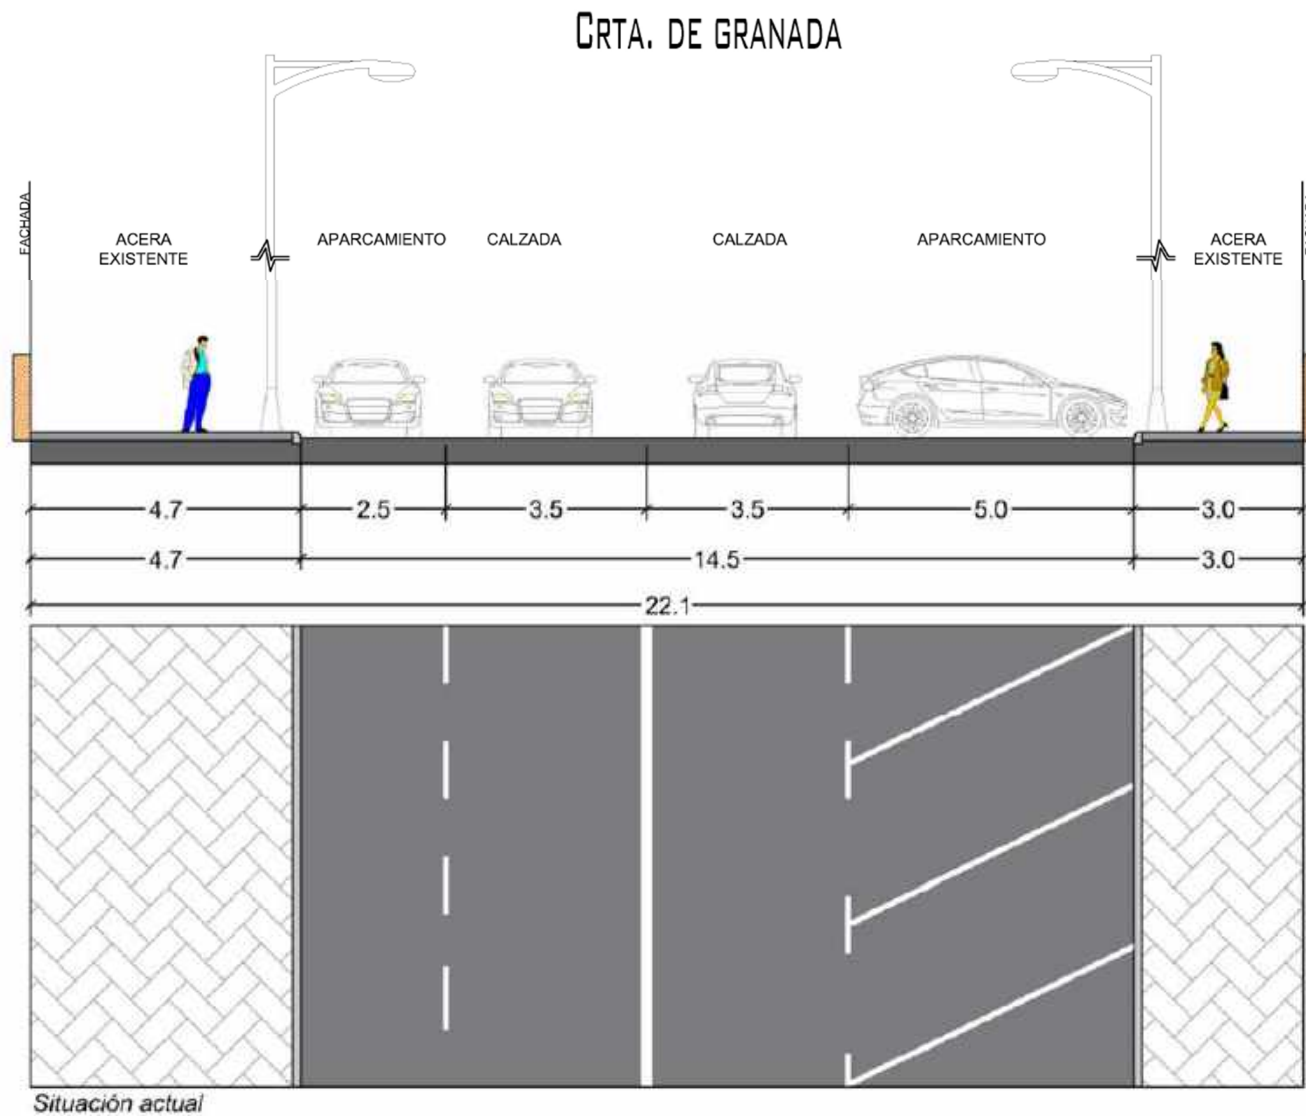 CRTA. DE GRANADA
FACHADA
ACERA
EXISTENTE
APARCAMIENTO
CALZADA
CALZADA
APARCAMIENTO
ACERA
EXISTENTE
4.7
2.5
3.5
3.5
5.0
3.0
4.7
14.5
3.0
22.1
Situación actual